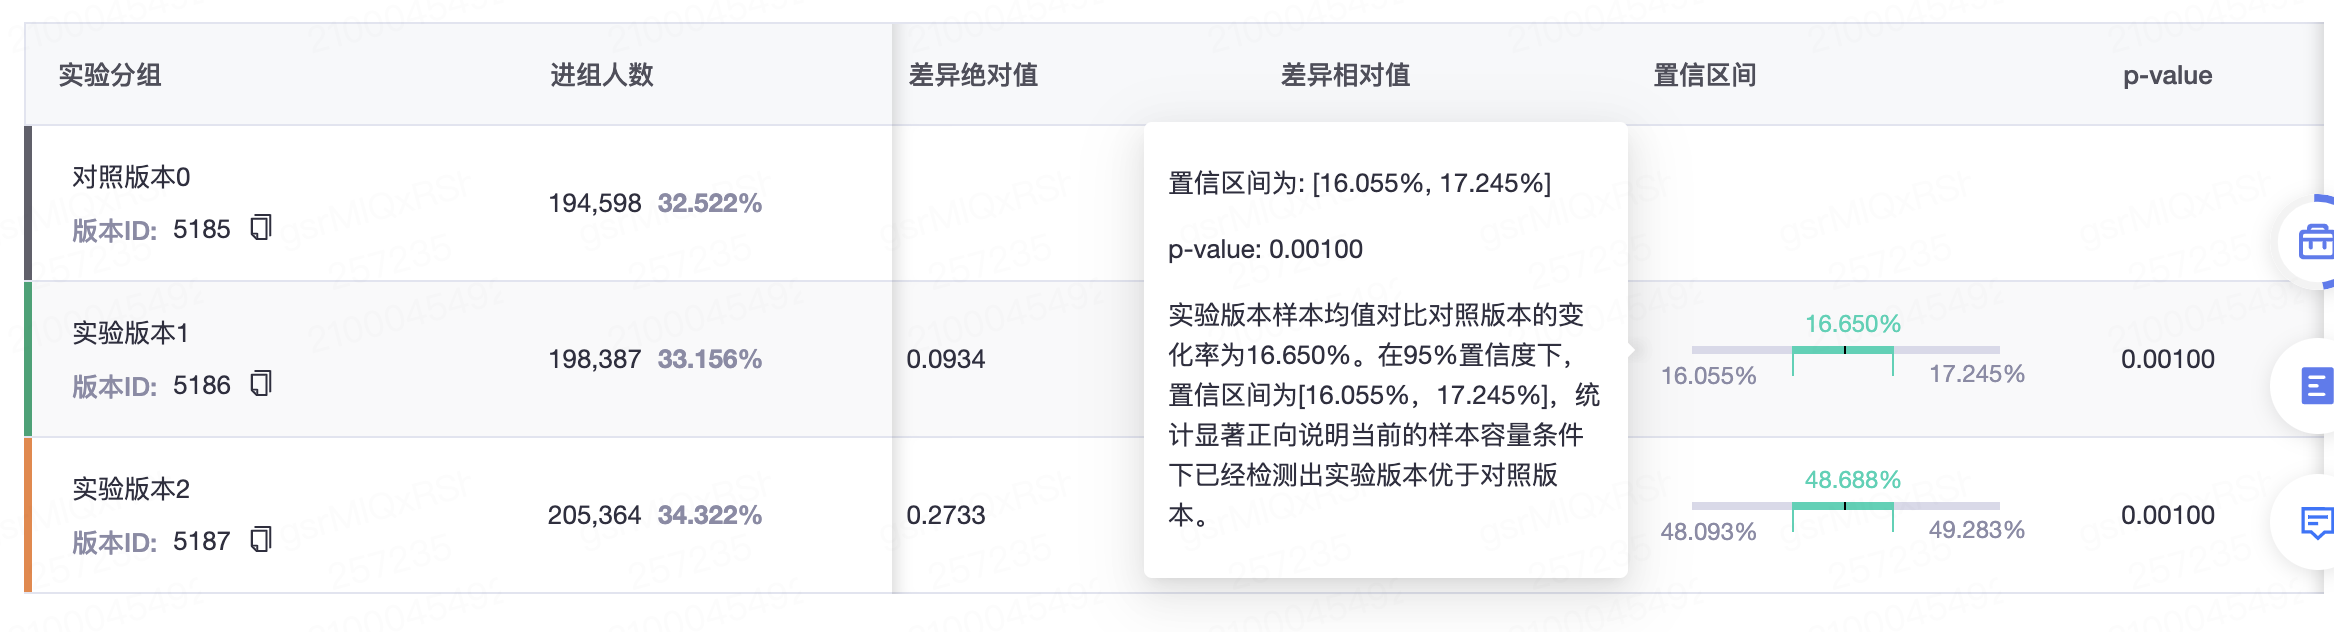 实验分组 进组人数 差异绝对值 差异相对值 置信区间 p-value
对照版本0
版本ID: 5185
194,598 32.522%
实验版本1
版本ID: 5186
198,387 33.156%
0.0934
16.650%
16.055% 17.245%
0.00100
实验版本2
版本ID: 5187
205,364 34.322%
0.2733
48.688%
48.093% 49.283%
0.00100
置信区间为: [16.055%, 17.245%]
p-value: 0.00100
实验版本样本均值对比对照版本的变
化率为16.650%。在95%置信度下，
置信区间为[16.055%，17.245%]，统
计显著正向说明当前的样本容量条件
下已经检测出实验版本优于对照版
本。